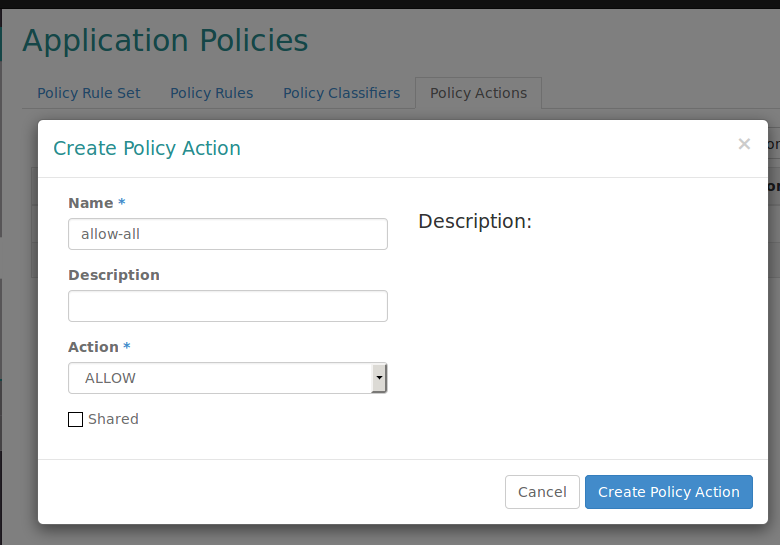 Application Policies
Policy Rule Set Policy Rules Policy Classifiers Policy Actions
Create Policy Action ×
Name *
allow-all
Description:
Description
Action *
ALLOW
Shared
Cancel Create Policy Action